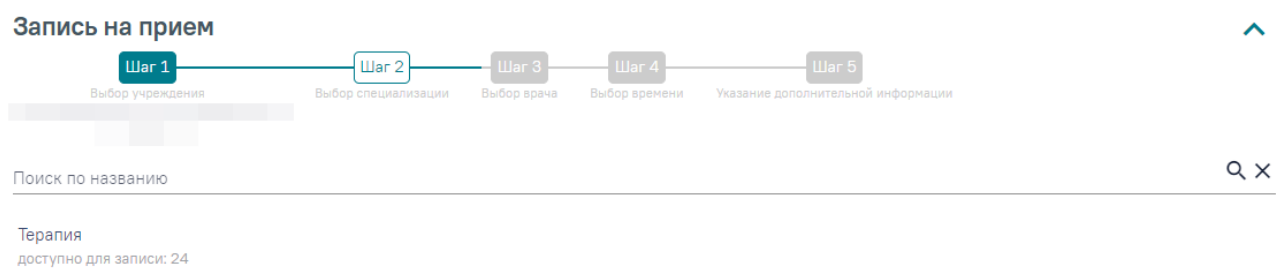 Запись на прием
Шаг 1 Шаг 2 Шаг 3 Шаг 4 Шаг 5
Выбор учреждения Выбор специализации Выбор врача Выбор времени Указание дополнительной информации
Поиск по названию
Терапия
доступно для записи: 24